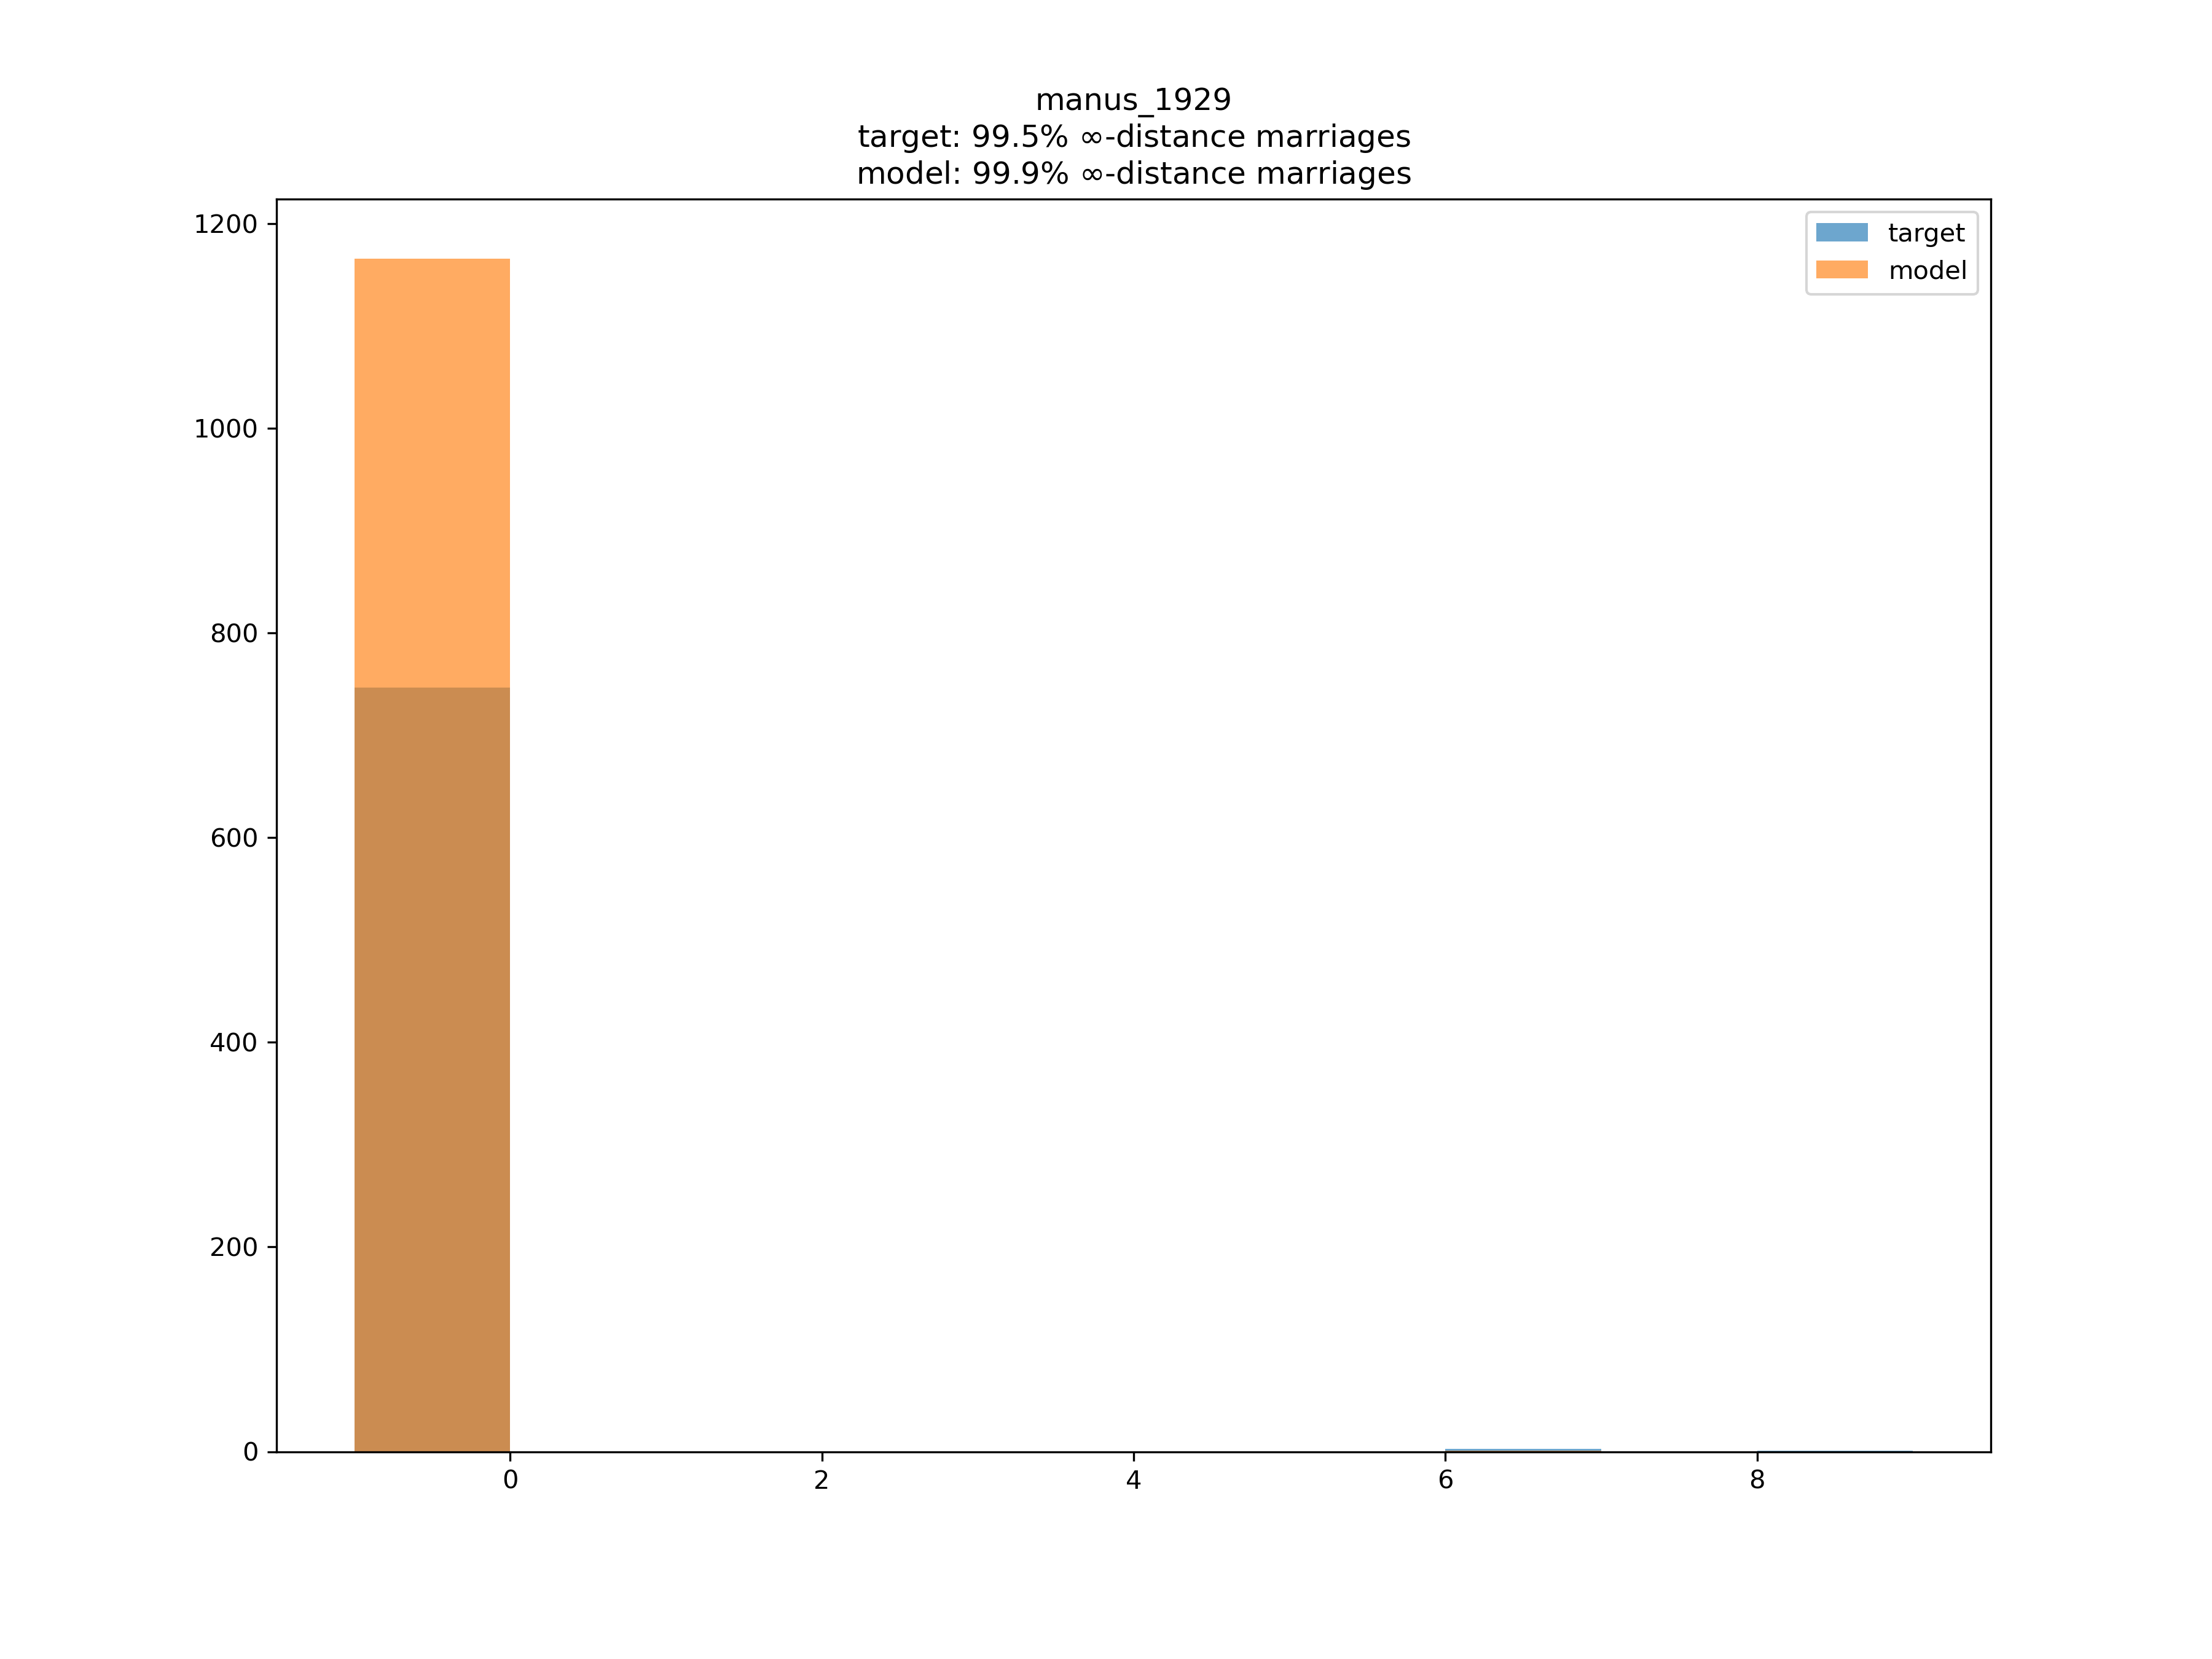 manus_1929
target: 99.5% ∞-distance marriages
model: 99.9% ∞-distance marriages
target
model
1200
1000
800
600
400
200
0
0 2 4 6 8